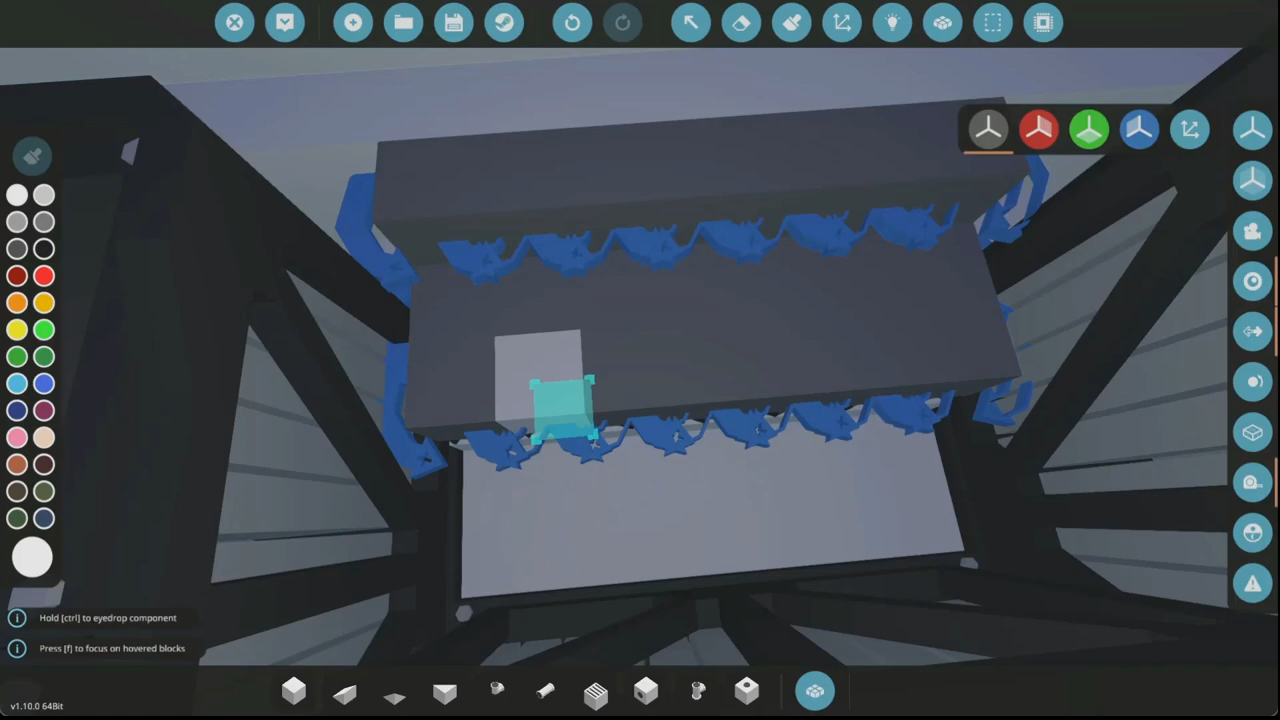 Hold [ctrl] to eyedrop component
Press [f] to focus on hovered blocks
v1.10.0 64Bit